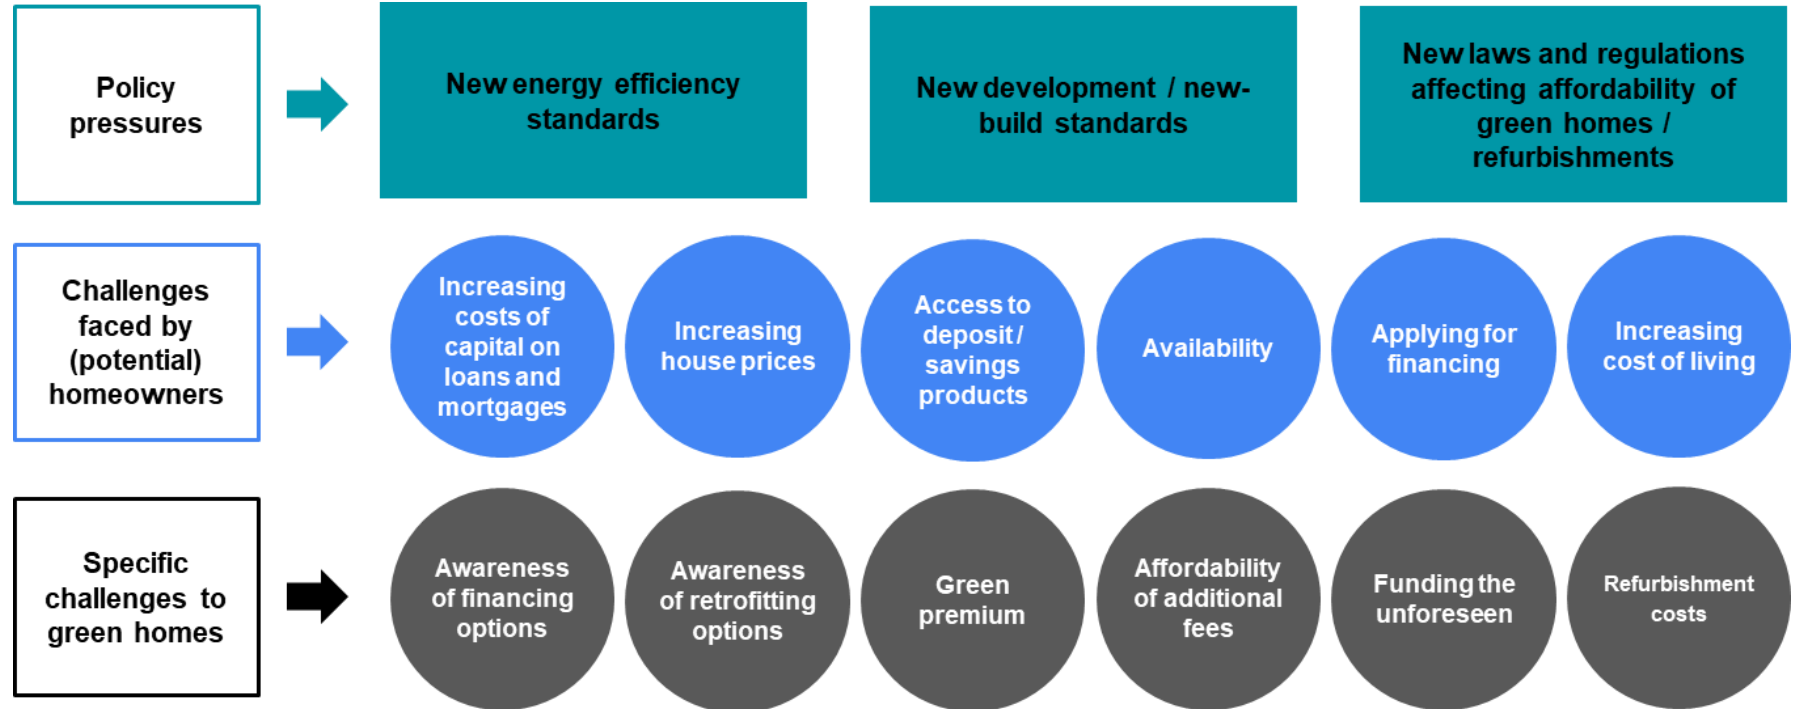 Policy
pressures
New energy efficiency
standards
New development / new-
build standards
New laws and regulations
affecting affordability of
green homes /
refurbishments
Challenges
faced by
(potential)
homeowners
Increasing
costs of
capital on
loans and
mortgages
Increasing
house prices
Access to
deposit /
savings
products
Availability
Applying for
financing
Increasing
cost of living
Specific
challenges to
green homes
Awareness
of financing
options
Awareness
of retrofitting
options
Green
premium
Affordability
of additional
fees
Funding the
unforeseen
Refurbishment
costs